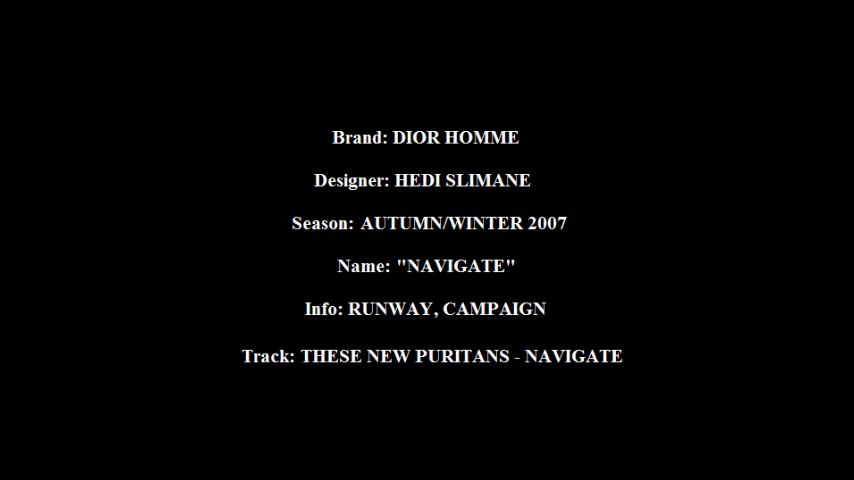 Brand: DIOR HOMME
Designer: HEDI SLIMANE
Season: AUTUMN/WINTER 2007
Name: "NAVIGATE"
Info: RUNWAY, CAMPAIGN
Track: THESE NEW PURITANS - NAVIGATE